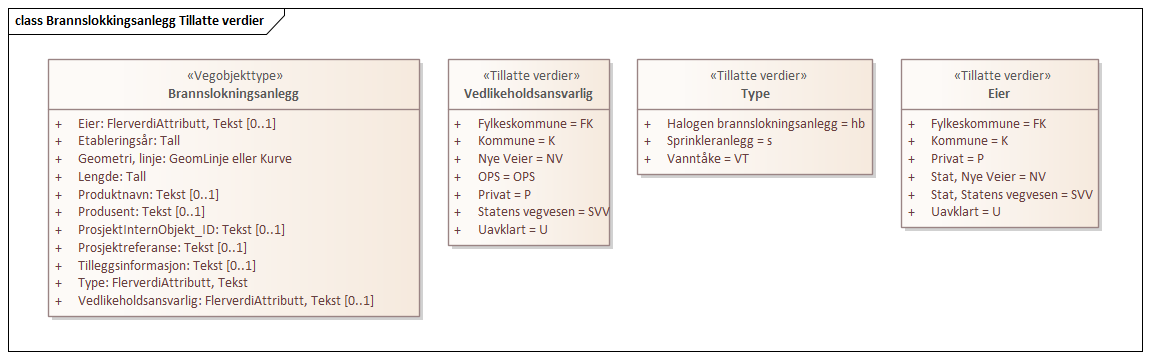 class Brannslokkingsanlegg Tillatte verdier
«Vegobjekttype»
Brannslokningsanlegg
+ Eier: FlerverdiAttributt, Tekst [0..1]
+ Etableringsår: Tall
+ Geometri, linje: GeomLinje eller Kurve
+ Lengde: Tall
+ Produktnavn: Tekst [0..1]
+ Produsent: Tekst [0..1]
+ ProsjektInternObjekt_ID: Tekst [0..1]
+ Prosjektreferanse: Tekst [0..1]
+ Tilleggsinformasjon: Tekst [0..1]
+ Type: FlerverdiAttributt, Tekst
+ Vedlikeholdsansvarlig: FlerverdiAttributt, Tekst [0..1]
«Tillatte verdier»
Vedlikeholdsansvarlig
+ Fylkeskommune = FK
+ Kommune = K
+ Nye Veier = NV
+ OPS = OPS
+ Privat = P
+ Statens vegvesen = SVV
+ Uavklart = U
«Tillatte verdier»
Type
+ Halogen brannslokningsanlegg = hb
+ Sprinkleranlegg = s
+ Vanntåke = VT
«Tillatte verdier»
Eier
+ Fylkeskommune = FK
+ Kommune = K
+ Privat = P
+ Stat, Nye Veier = NV
+ Stat, Statens vegvesen = SVV
+ Uavklart = U